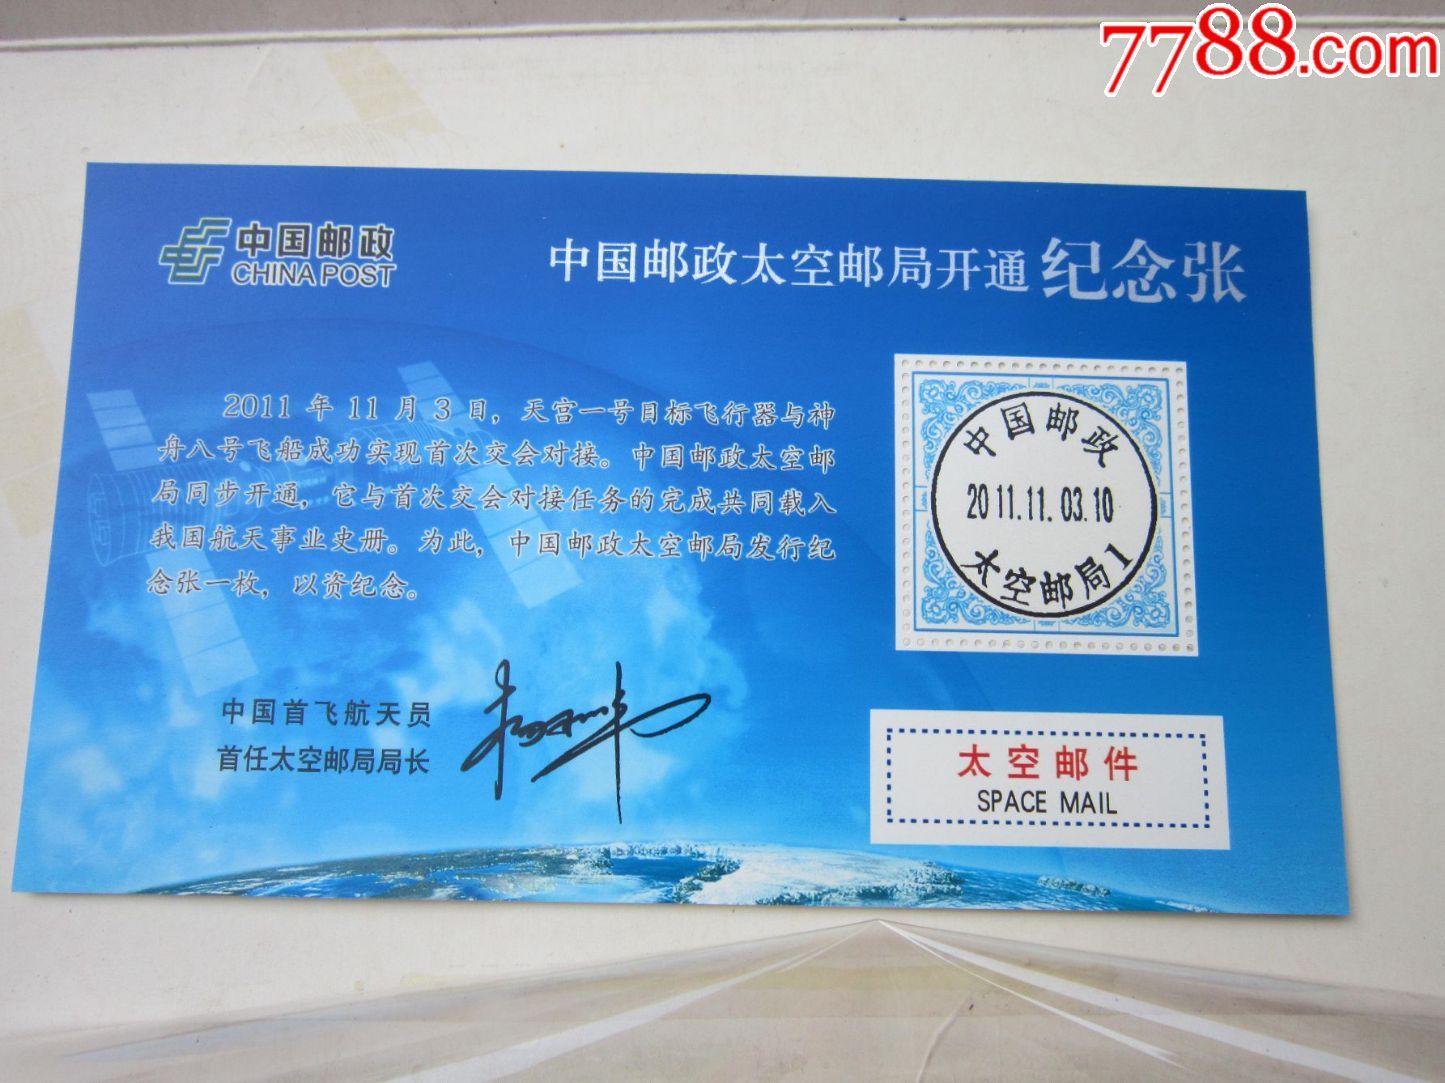 7788.com
中国邮政
CHINA POST
中国邮政太空邮局开通纪念张
2011年11月3日，天宫一号目标飞行器与神
舟八号飞船成功实现首次交会对接。中国邮政太空邮
局同步开通，它与首次交会对接任务的完成共同载入
我国航天事业史册。为此，中国邮政太空邮局发行纪
念张一枚，以资纪念。
中国邮政
2011.11.03.10
太空邮局1
中国首飞航天员
首任太空邮局局长
太空邮件
SPACE MAIL